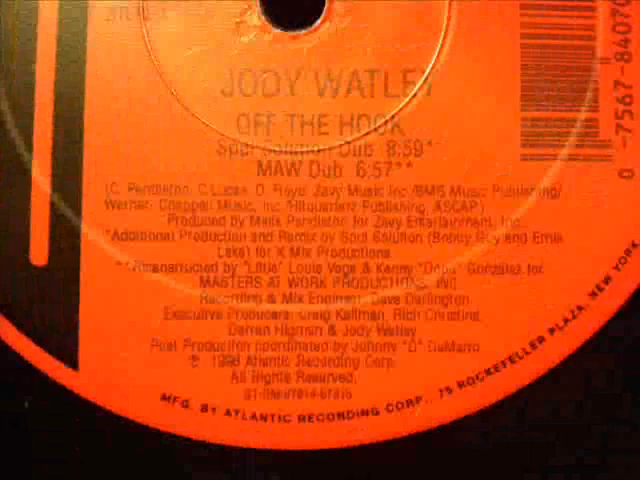 JODY WATLEY
OFF THE HOOK
Soul Solution Dub 8:59*
MAW Dub 6:57**
(C. Pendleton, C. Lucas, D. Floyd, Zavy Music Inc./BMG Music Publishing/
Warner-Chappell Music, Inc./Hitquarterz Publishing, ASCAP)
Produced by Malik Pendleton for Zavy Entertainment, Inc.
*Additional Production and Remix by Soul Solution (Bobby Guy and Ernie
Lake) for X Mix Productions
by "Little" Louie Vega & Kenny "Dope" Gonzalez for
MASTERS AT WORK PRODUCTIONS, INC.
Recording & Mix Engineer: Dave Darlington
Executive Producers: Craig Kallman, Rich Christina,
Darren Higman & Jody Watley
Post Production coordinated by Johnny "D" DeMairo
℗ 1998 Atlantic Recording Corp.
All Rights Reserved.
MFG. BY ATLANTIC RECORDING CORP., 75 ROCKEFELLER PLAZA, NEW YORK
0 7567-8407